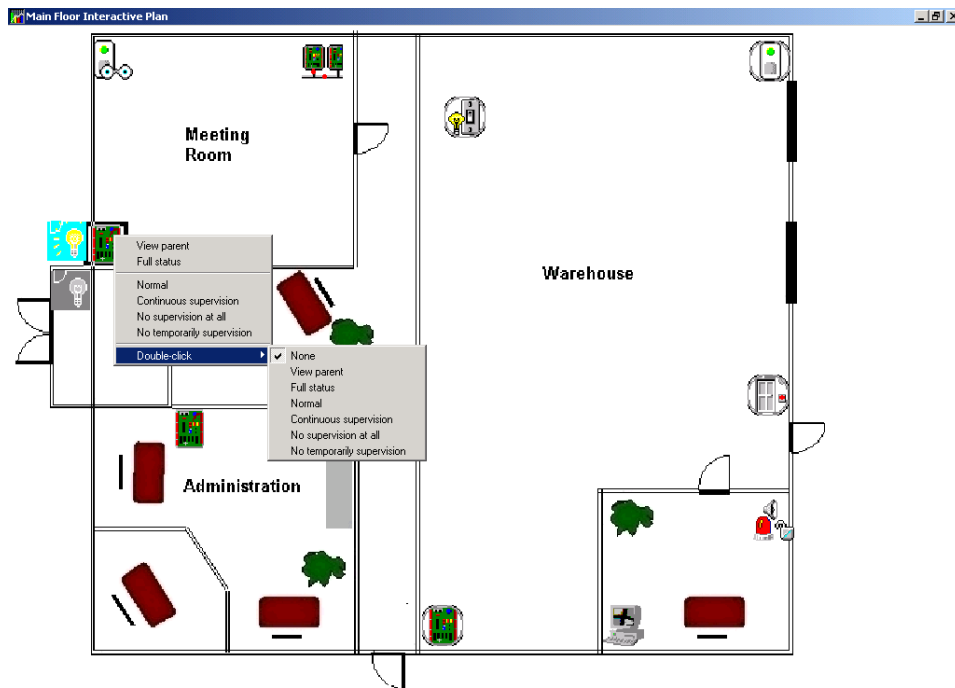 Main Floor Interactive Plan
Meeting
Room
View parent
Full status
Normal
Continuous supervision
No supervision at all
No temporarily supervision
Double-click
None
View parent
Full status
Normal
Continuous supervision
No supervision at all
No temporarily supervision
Warehouse
Administration